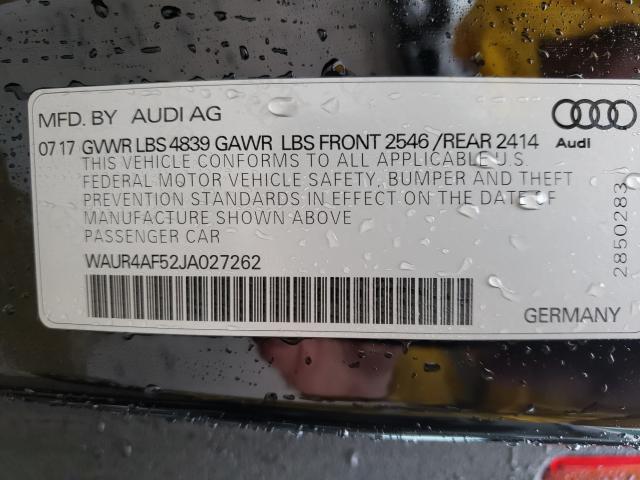 MFD. BY AUDI AG
07 17 GVWR LBS 4839 GAWR LBS FRONT 2546 /REAR 2414
Audi
THIS VEHICLE CONFORMS TO ALL APPLICABLE U.S.
FEDERAL MOTOR VEHICLE SAFETY, BUMPER AND THEFT
PREVENTION STANDARDS IN EFFECT ON THE DATE OF
MANUFACTURE SHOWN ABOVE
PASSENGER CAR
WAUR4AF52JA027262
2850283
GERMANY